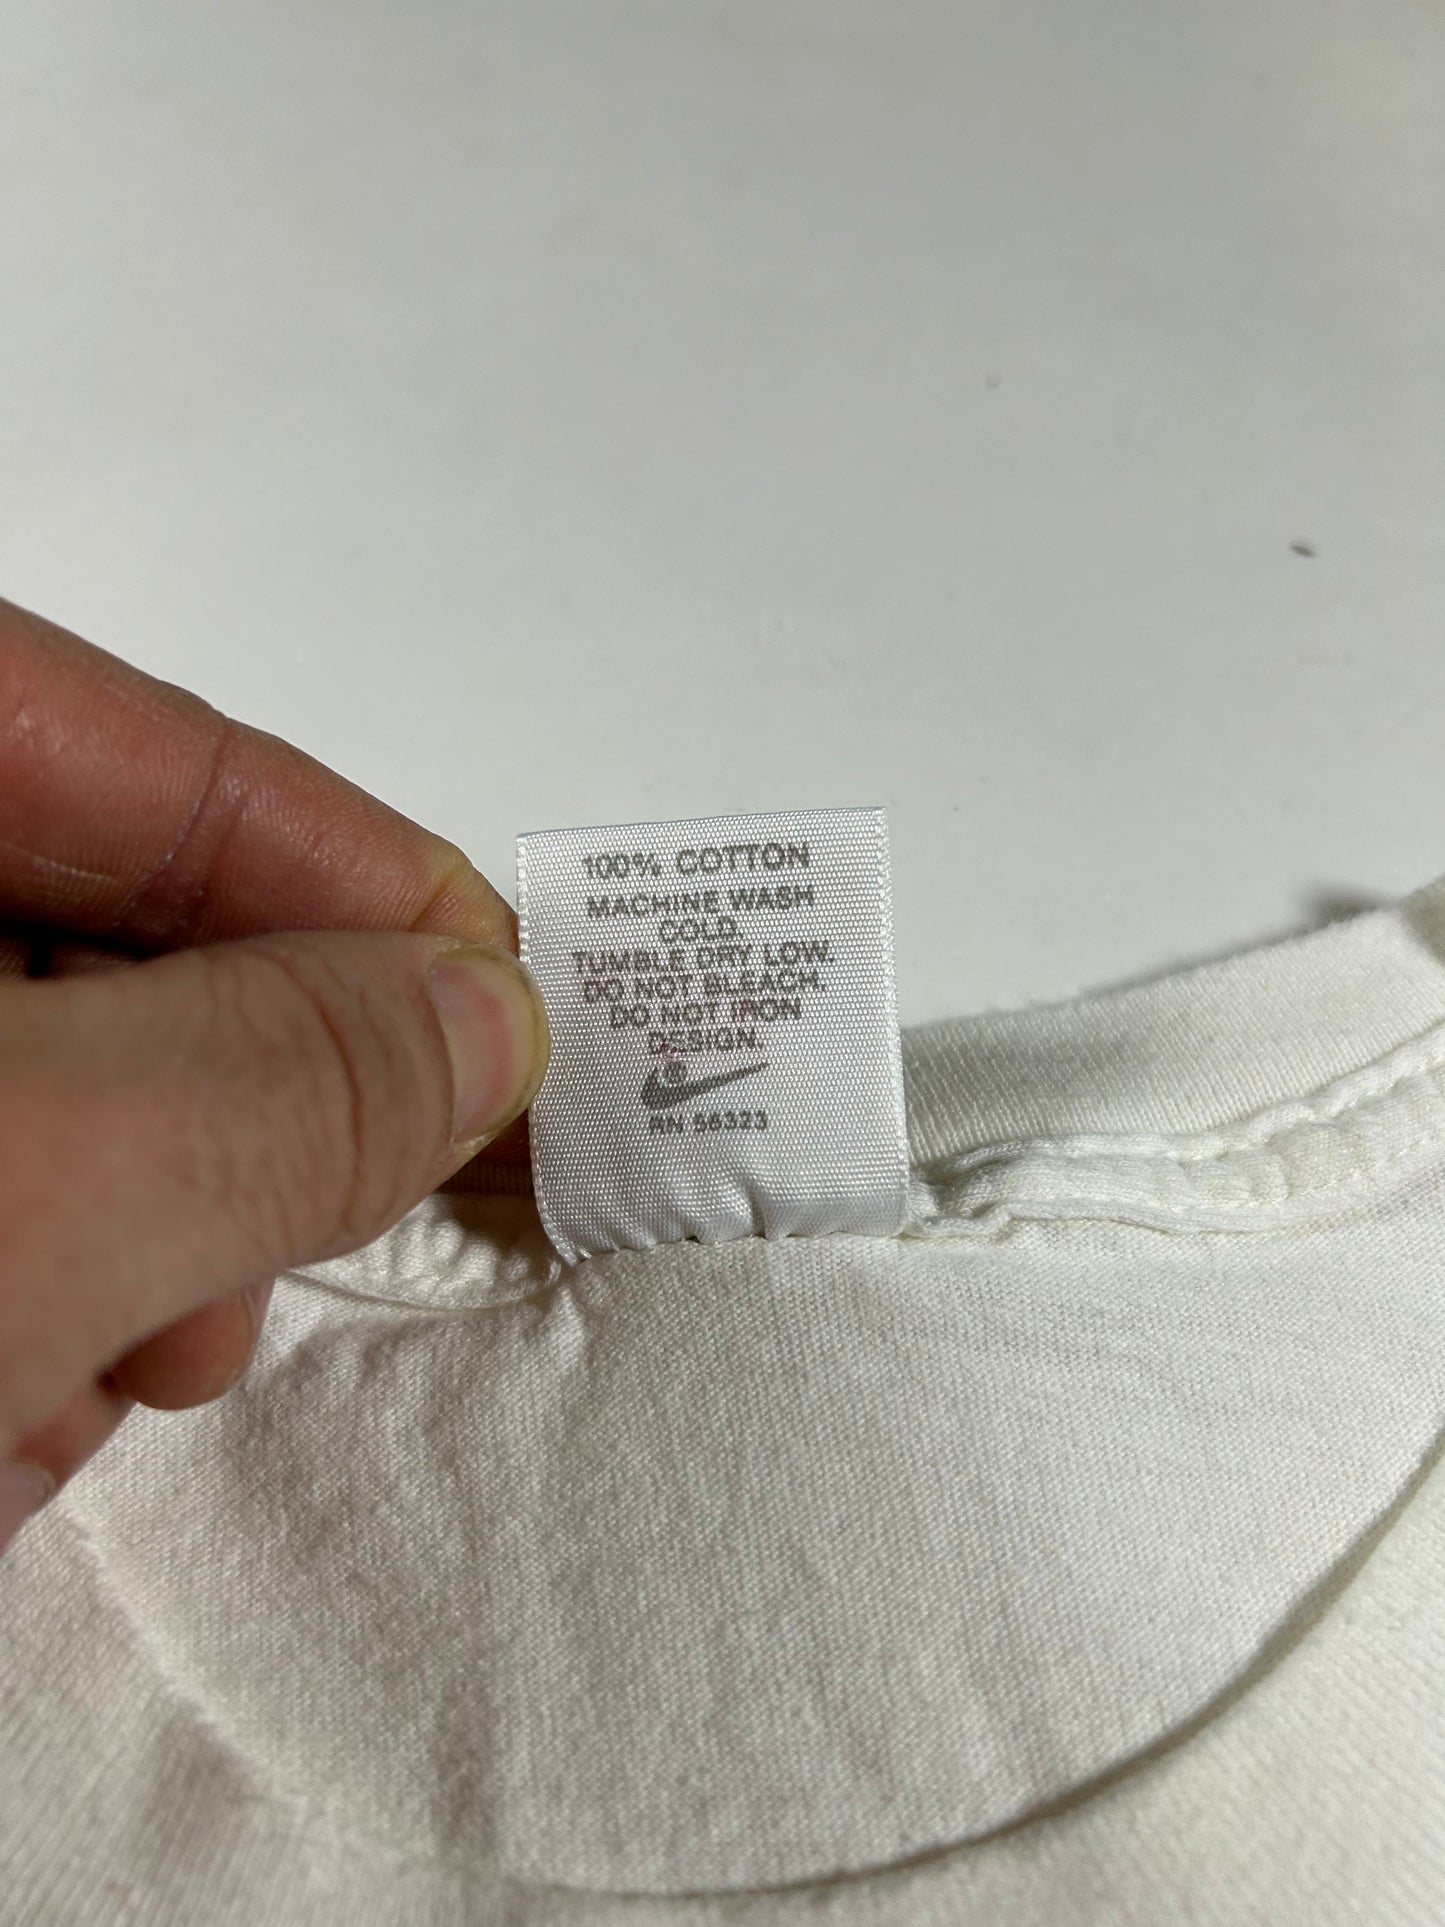 100% COTTON
MACHINE WASH
COLD.
TUMBLE DRY LOW.
DO NOT BLEACH.
DO NOT IRON
DESIGN.
®
RN 56323